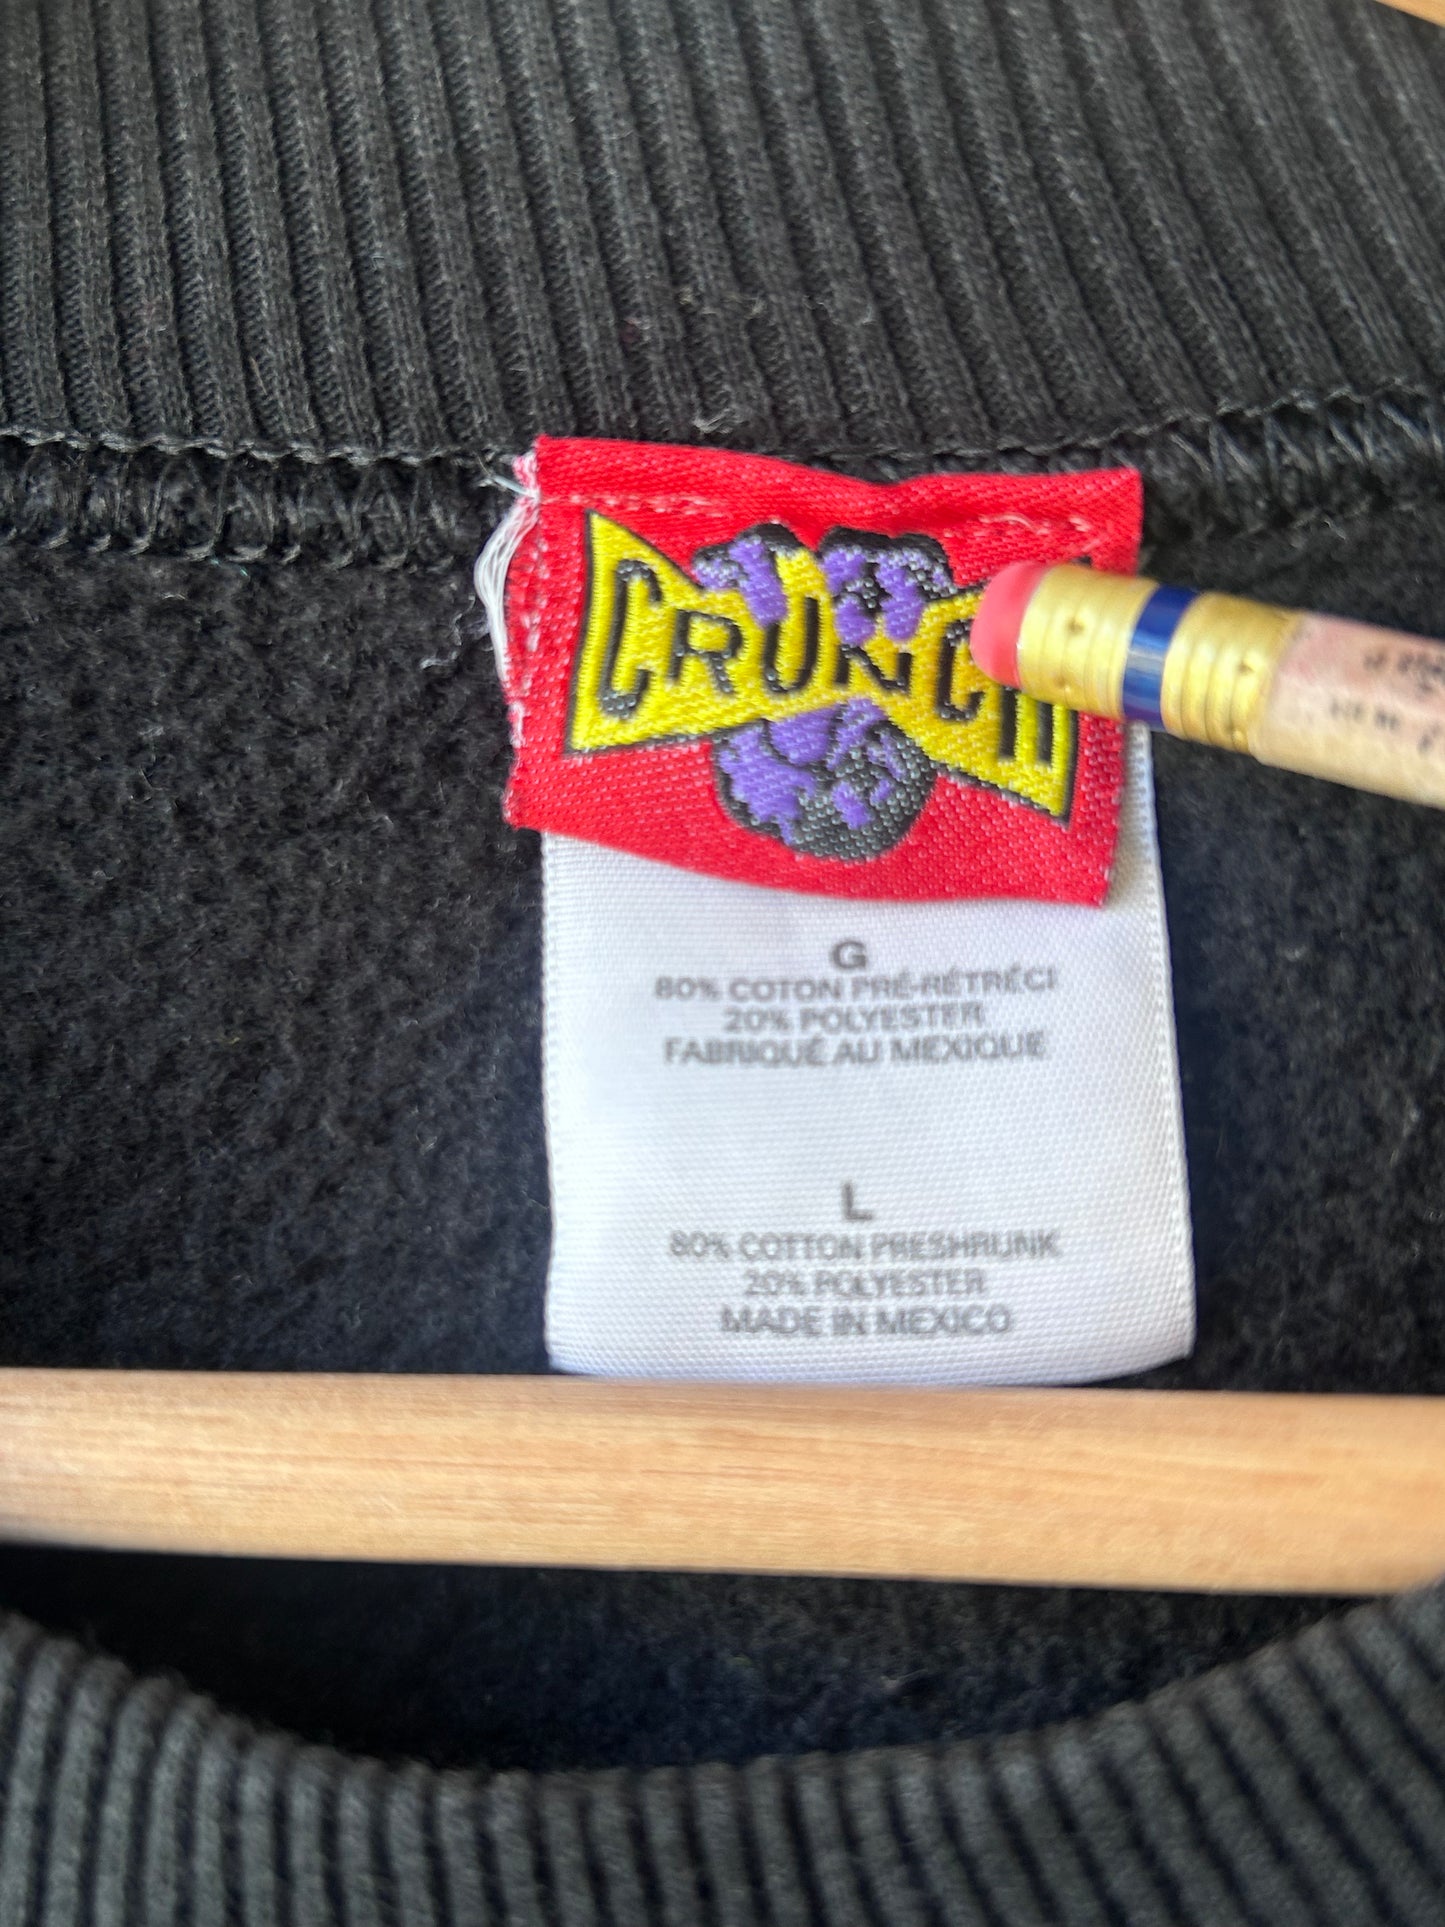 CRUNCH
G
80% COTON PRÉ-RÉTRÉCI
20% POLYESTER
FABRIQUÉ AU MEXIQUE
L
80% COTTON PRESHRUNK
20% POLYESTER
MADE IN MEXICO